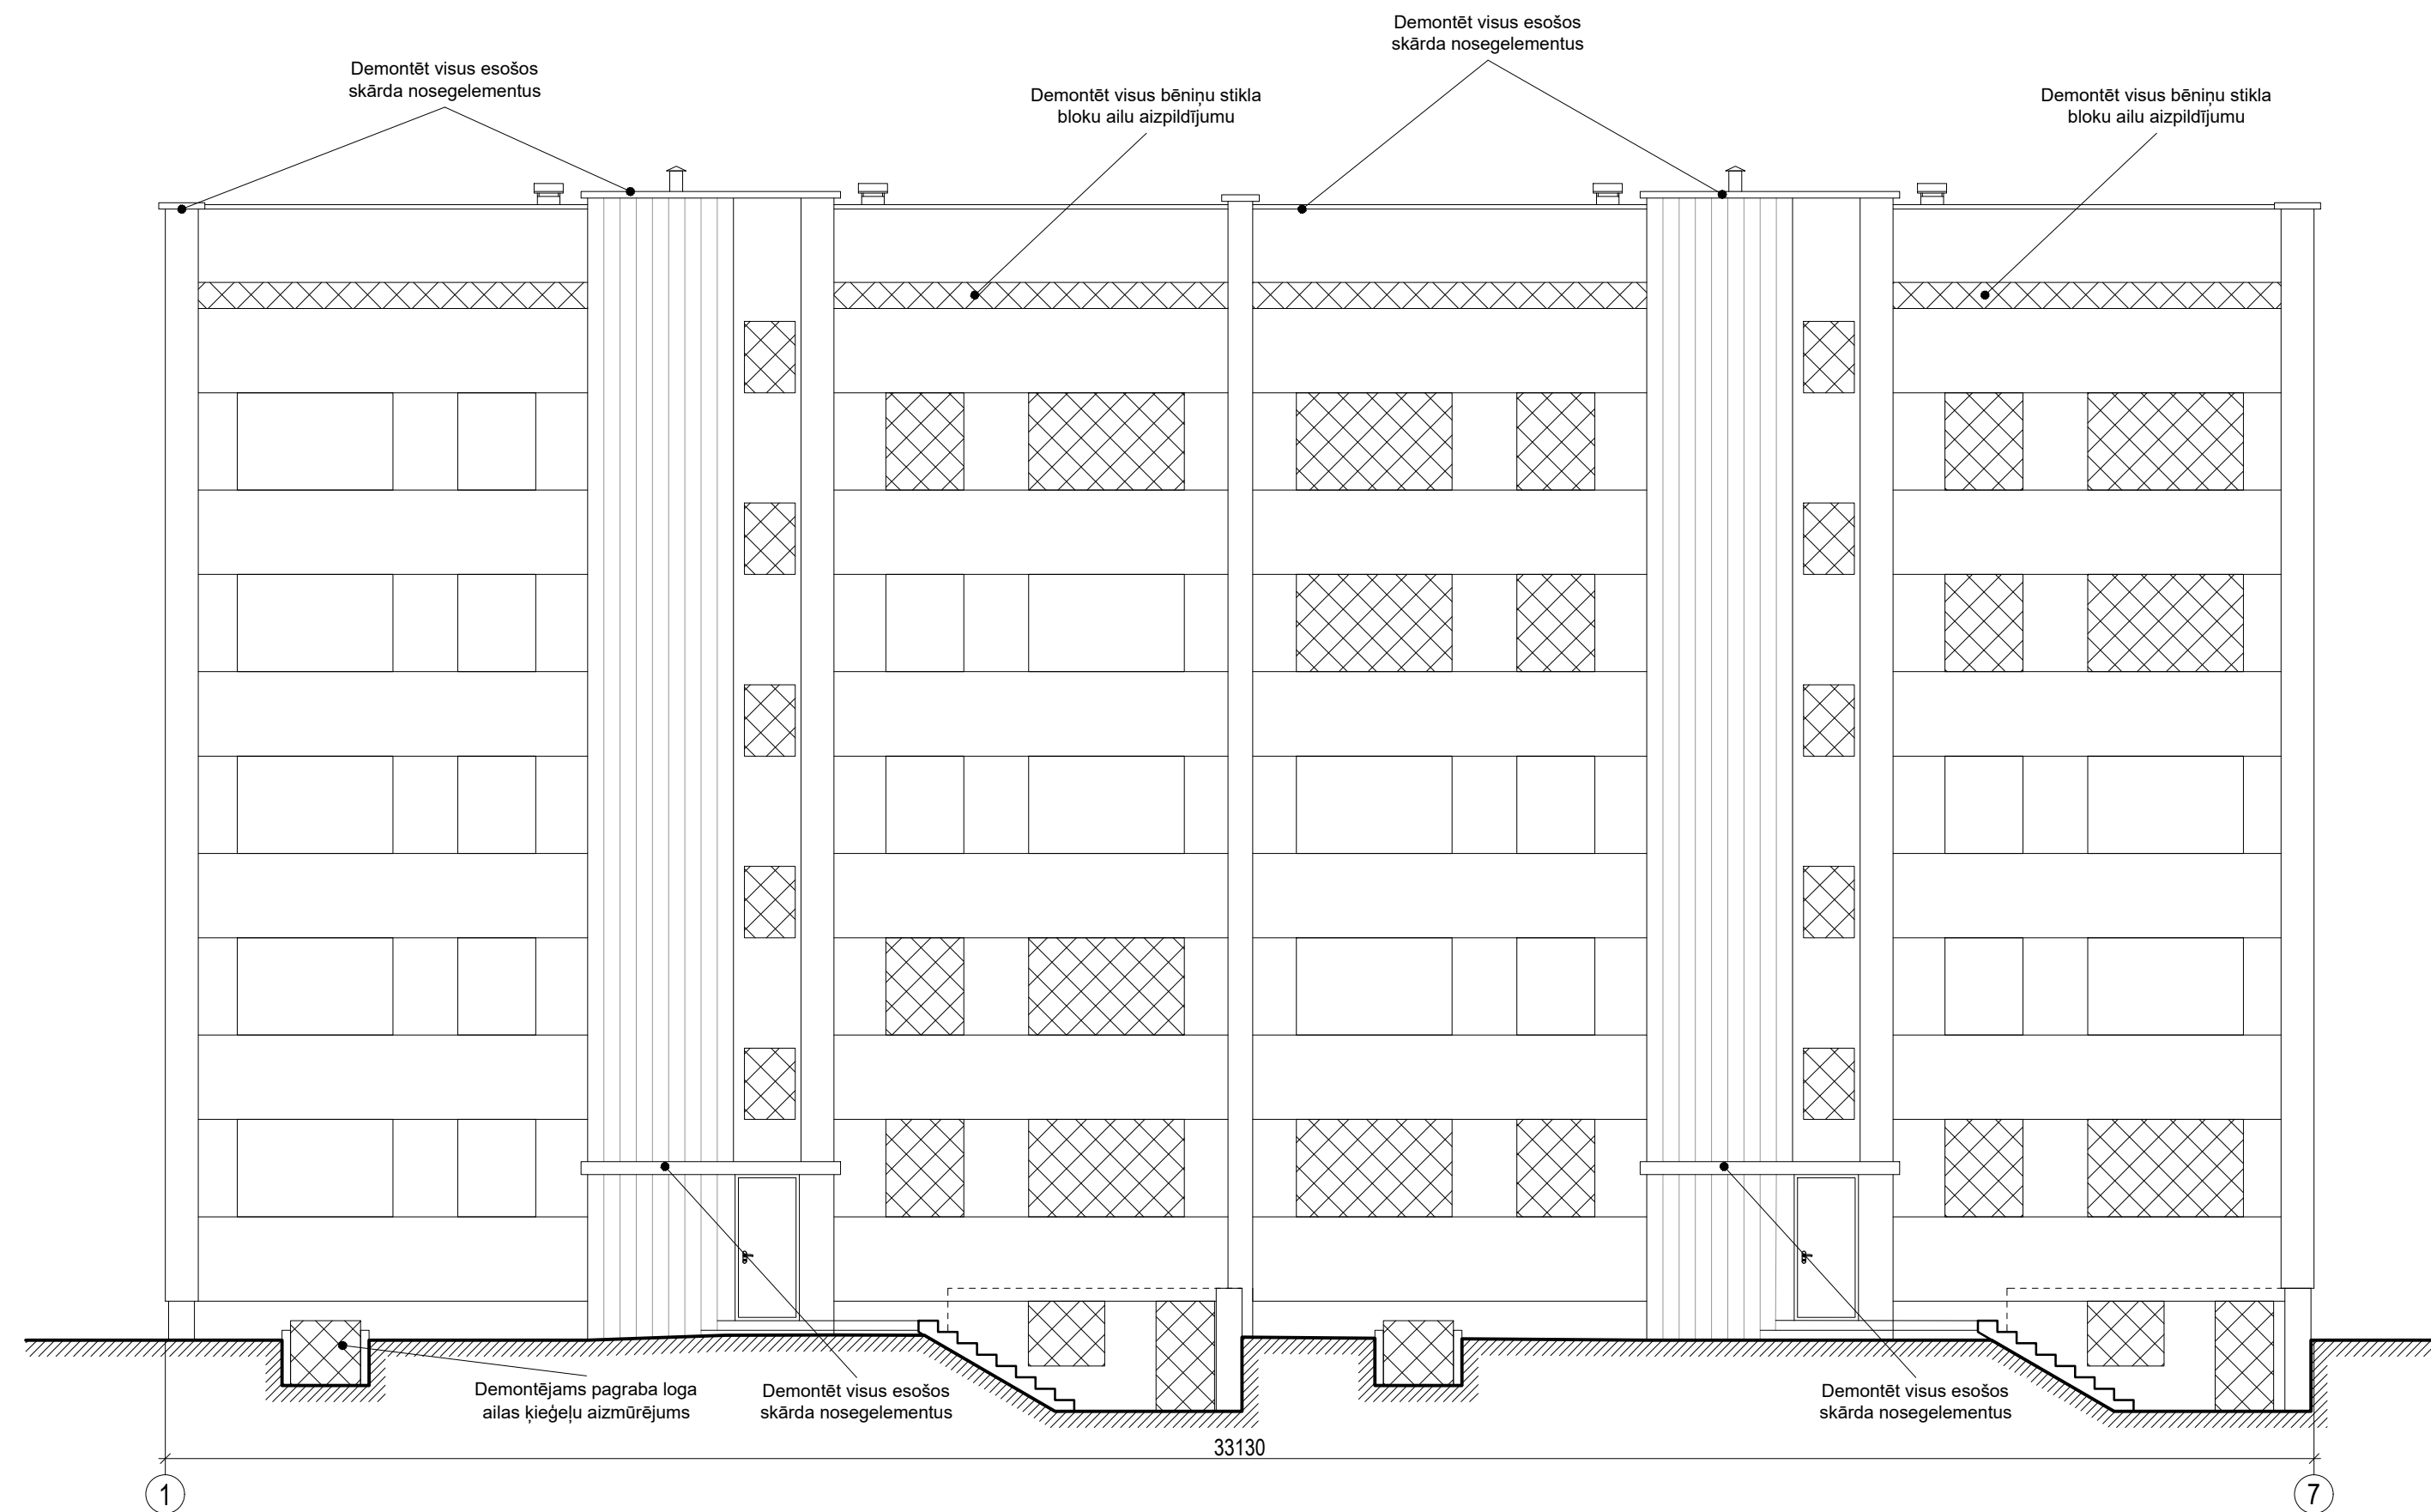 Demontēt visus esošos
skārda nosegelementus
Demontēt visus esošos
skārda nosegelementus
Demontēt visus bēniņu stikla
bloku ailu aizpildījumu
Demontēt visus bēniņu stikla
bloku ailu aizpildījumu
Demontējams pagraba loga
ailas ķieģeļu aizmūrējums
Demontēt visus esošos
skārda nosegelementus
Demontēt visus esošos
skārda nosegelementus
33130
1
7